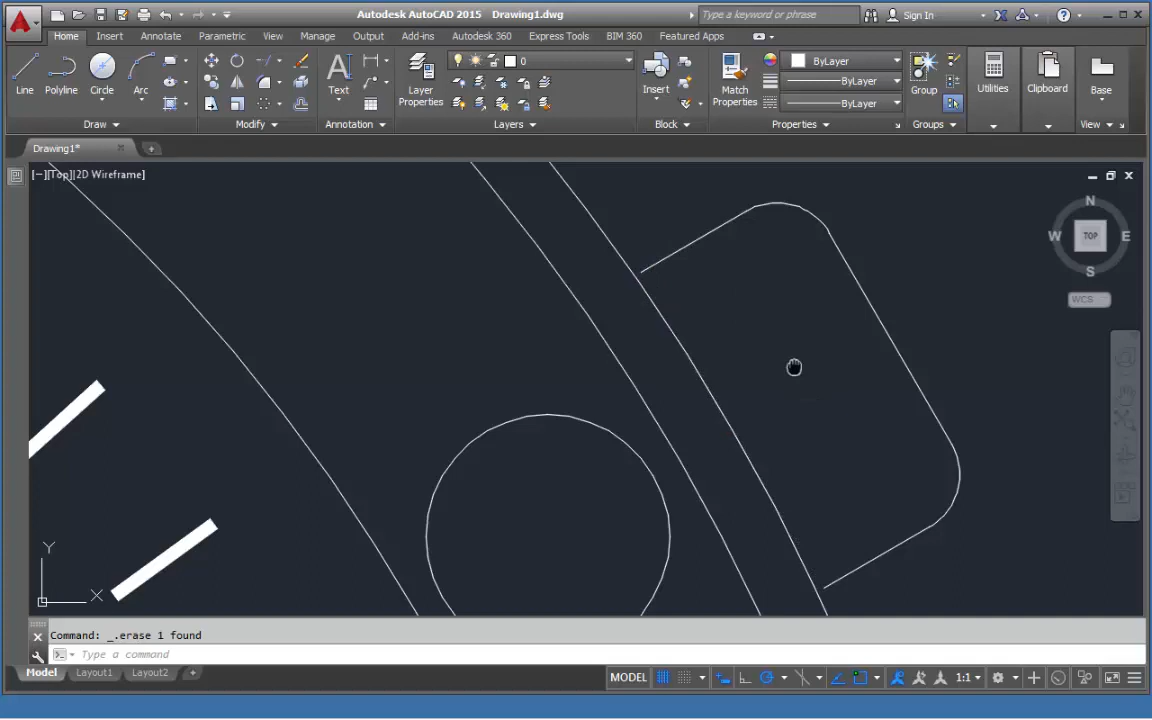 Autodesk AutoCAD 2015 Drawing1.dwg
Type a keyword or phrase
Sign In
Home Insert Annotate Parametric View Manage Output Add-ins Autodesk 360 Express Tools BIM 360 Featured Apps
0
ByLayer
ByLayer
ByLayer
Line Polyline Circle Arc
Text
Layer Properties
Insert
Match Properties
Group
Utilities
Clipboard
Base
Draw Modify Annotation Layers Block Properties Groups View
Drawing1*
[−][Top][2D Wireframe]
N
W TOP E
S
WCS
Y
X
Command: _.erase 1 found
Type a command
Model Layout1 Layout2
MODEL 1:1